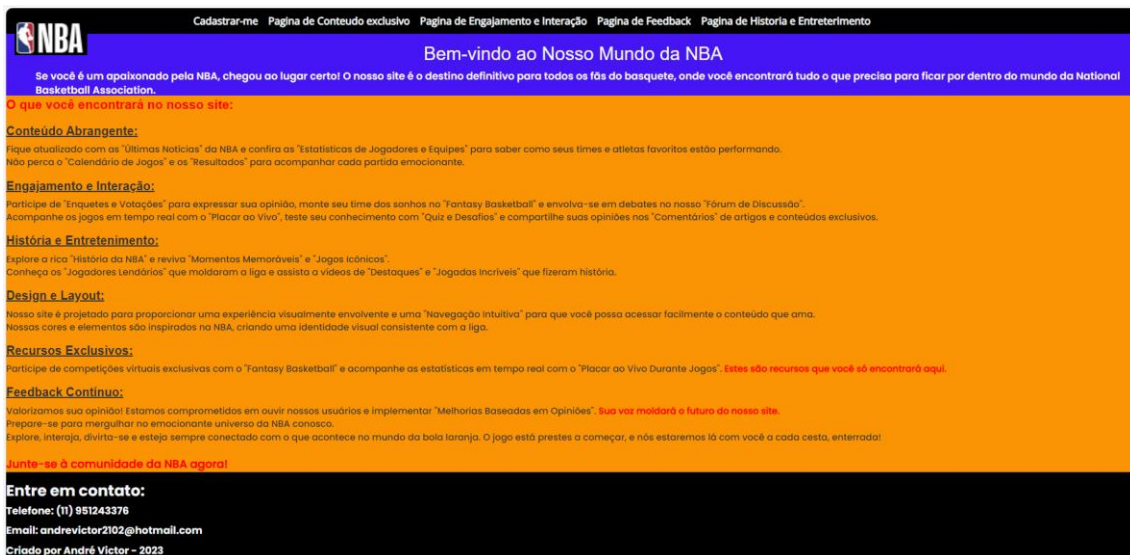 Cadastrar-me Pagina de Conteudo exclusivo Pagina de Engajamento e Interação Pagina de Feedback Pagina de Historia e Entreterimento
NBA
Bem-vindo ao Nosso Mundo da NBA
Se você é um apaixonado pela NBA, chegou ao lugar certo! O nosso site é o destino definitivo para todos os fãs do basquete, onde você encontrará tudo o que precisa para ficar por dentro do mundo da National
Basketball Association.
O que você encontrará no nosso site:
Conteúdo Abrangente:
Fique atualizado com as "Últimas Notícias" da NBA e confira as "Estatísticas de Jogadores e Equipes" para saber como seus times e atletas favoritos estão performando.
Não perca o "Calendário de Jogos" e os "Resultados" para acompanhar cada partida emocionante.
Engajamento e Interação:
Participe de "Enquetes e Votações" para expressar sua opinião, monte seu time dos sonhos no "Fantasy Basketball" e envolva-se em debates no nosso "Fórum de Discussão".
Acompanhe os jogos em tempo real com o "Placar ao Vivo", teste seu conhecimento com "Quiz e Desafios" e compartilhe suas opiniões nos "Comentários" de artigos e conteúdos exclusivos.
História e Entretenimento:
Explore a rica "História da NBA" e reviva "Momentos Memoráveis" e "Jogos Icônicos".
Conheça os "Jogadores Lendários" que moldaram a liga e assista a vídeos de "Destaques" e "Jogadas Incríveis" que fizeram história.
Design e Layout:
Nosso site é projetado para proporcionar uma experiência visualmente envolvente e uma "Navegação Intuitiva" para que você possa acessar facilmente o conteúdo que ama.
Nossas cores e elementos são inspirados na NBA, criando uma identidade visual consistente com a liga.
Recursos Exclusivos:
Participe de competições virtuais exclusivas com o "Fantasy Basketball" e acompanhe as estatísticas em tempo real com o "Placar ao Vivo Durante Jogos". Estes são recursos que você só encontrará aqui.
Feedback Contínuo:
Valorizamos sua opinião! Estamos comprometidos em ouvir nossos usuários e implementar "Melhorias Baseadas em Opiniões". Sua voz moldará o futuro do nosso site.
Prepare-se para mergulhar no emocionante universo da NBA conosco.
Explore, interaja, divirta-se e esteja sempre conectado com o que acontece no mundo da bola laranja. O jogo está prestes a começar, e nós estaremos lá com você a cada cesta, enterrada!
Junte-se à comunidade da NBA agora!
Entre em contato:
Telefone: (11) 951243376
Email: andrevictor2102@hotmail.com
Criado por André Victor - 2023